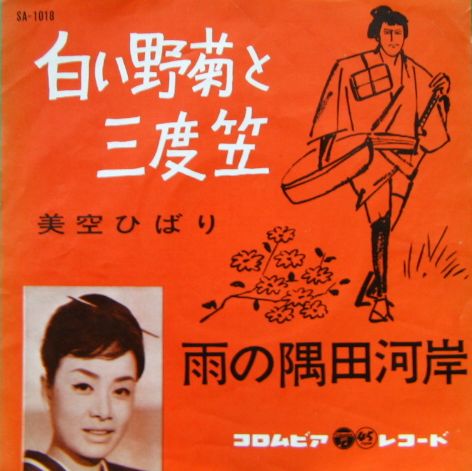 SA-1018
白い野菊と
三度笠
美空ひばり
雨の隅田河岸
コロムビア 45 レコード